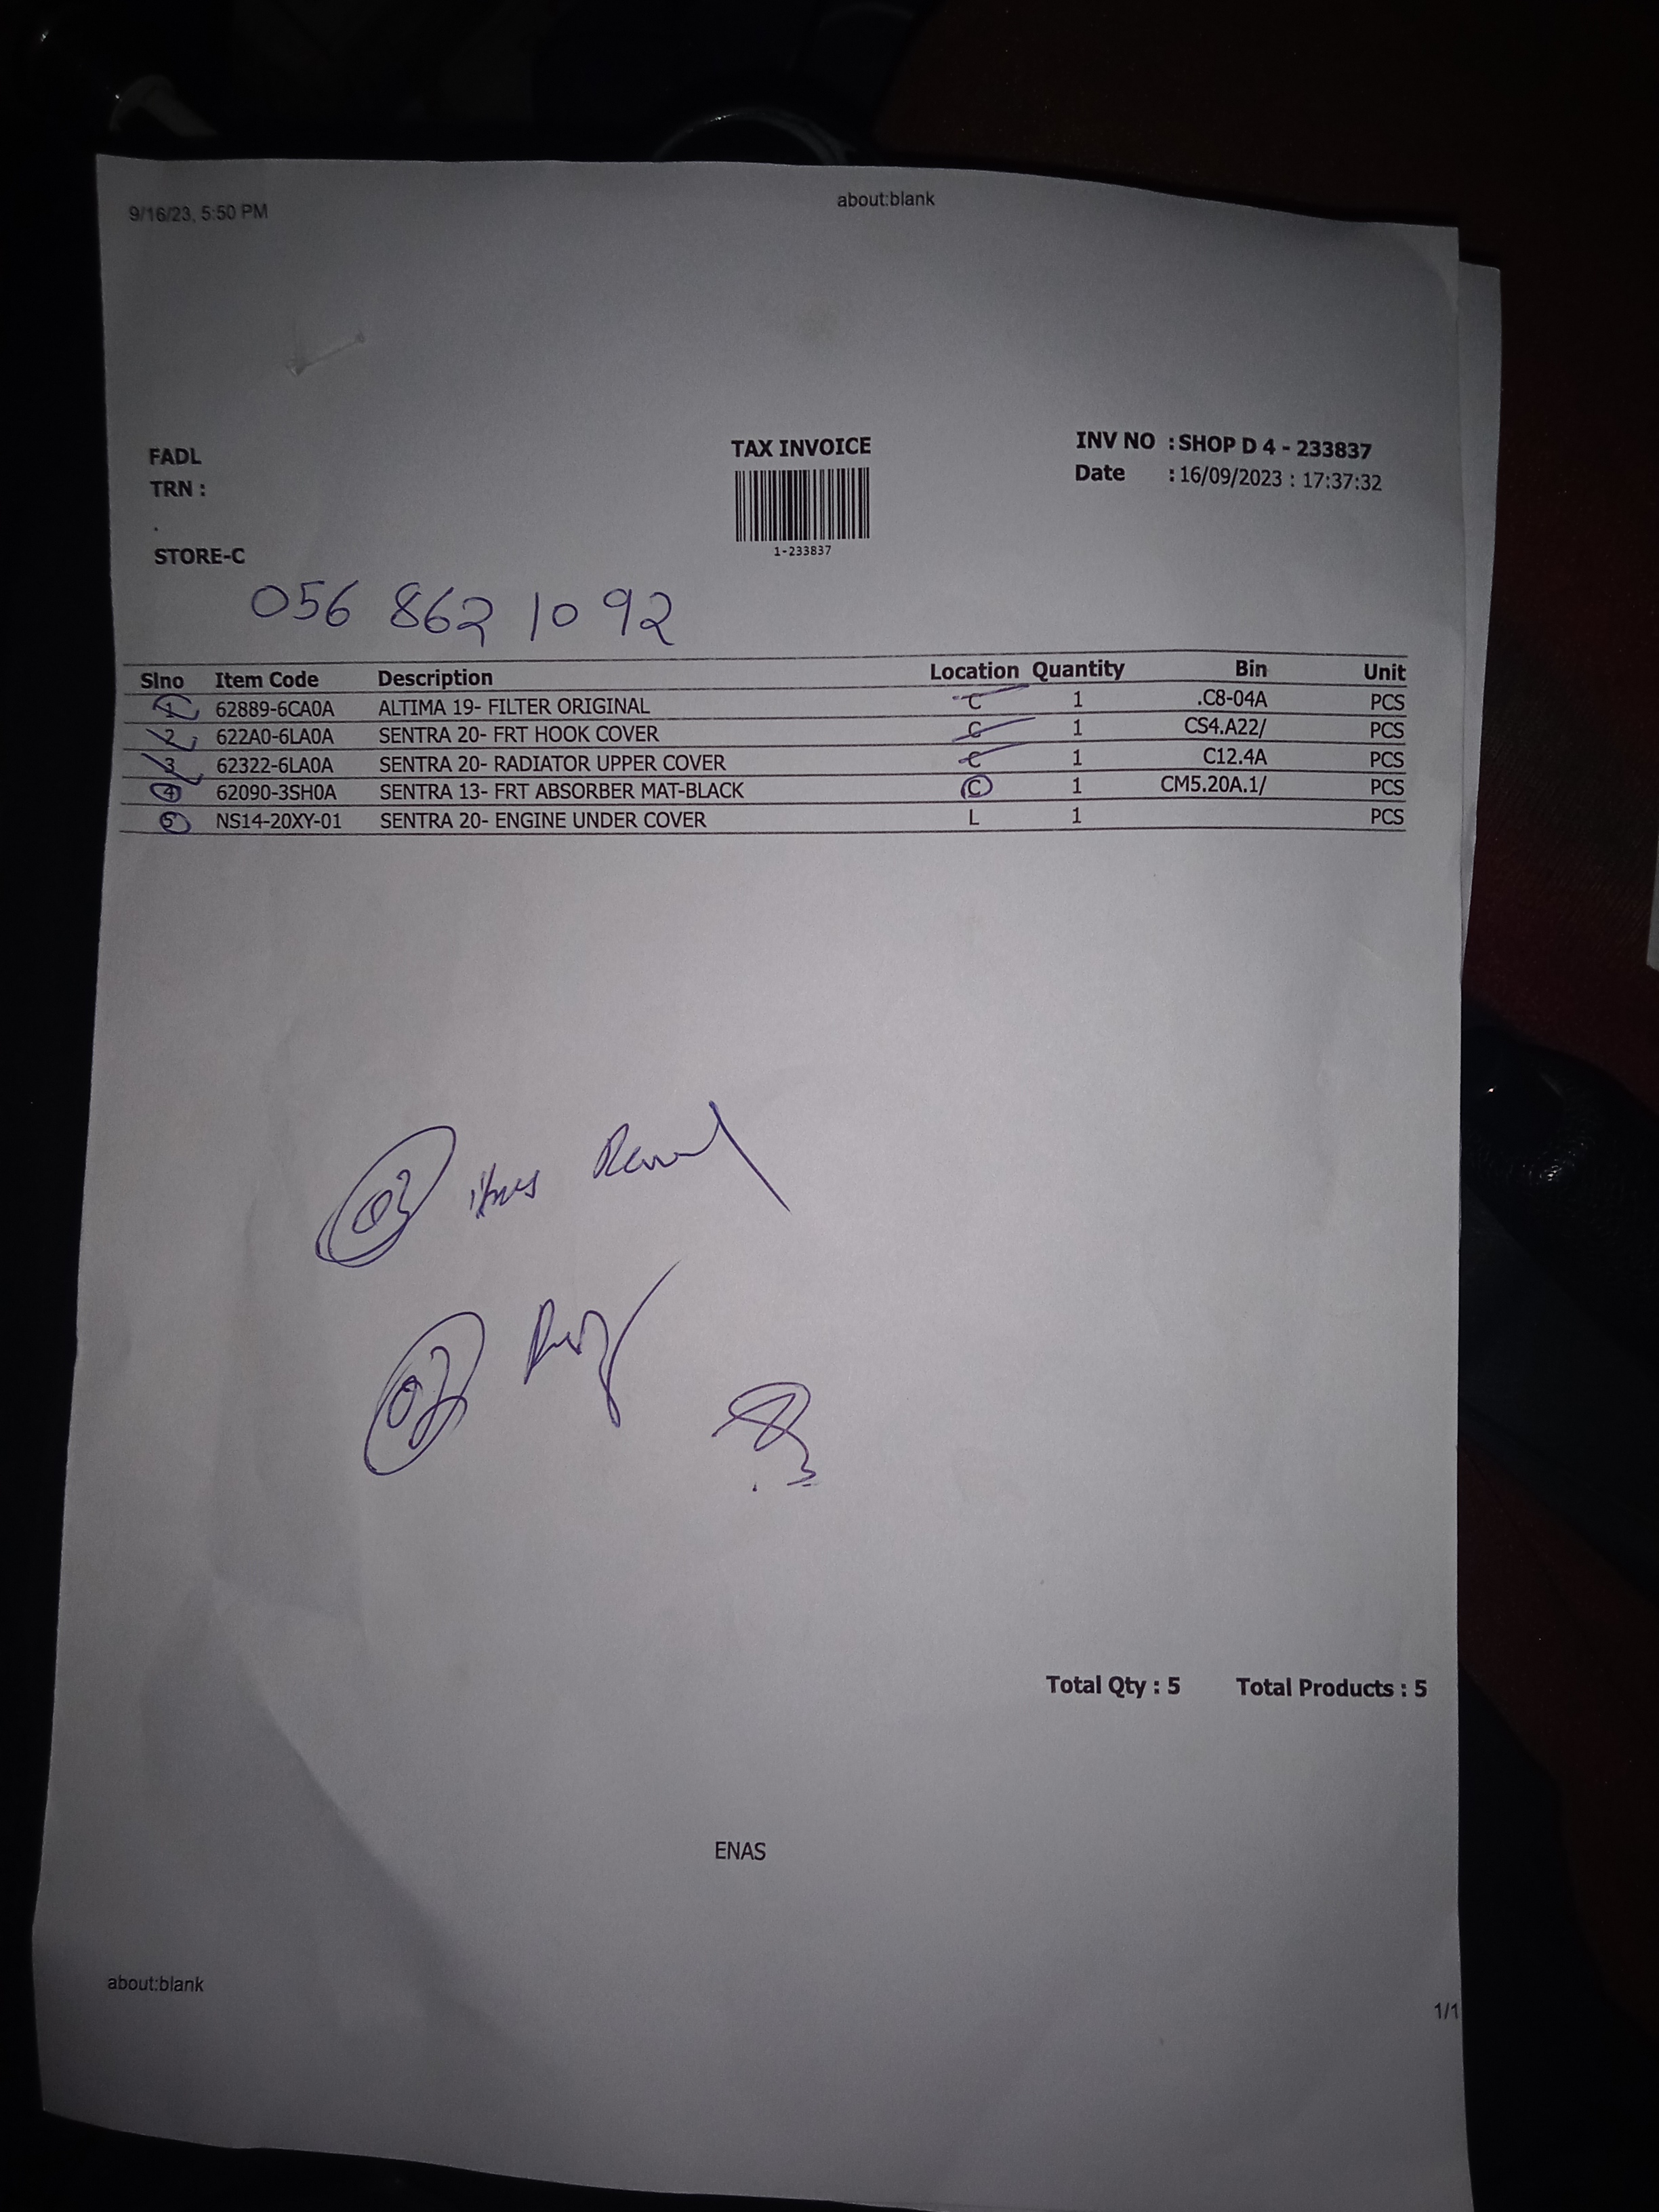 9/16/23, 5:50 PM about:blank
FADL TAX INVOICE INV NO : SHOP D 4 - 233837
TRN : Date : 16/09/2023 : 17:37:32
.
1-233837
STORE-C
056 862 10 92
Slno Item Code Description Location Quantity Bin Unit
1 62889-6CA0A ALTIMA 19- FILTER ORIGINAL C 1 .C8-04A PCS
2 622A0-6LA0A SENTRA 20- FRT HOOK COVER C 1 CS4.A22/ PCS
3 62322-6LA0A SENTRA 20- RADIATOR UPPER COVER C 1 C12.4A PCS
4 62090-3SH0A SENTRA 13- FRT ABSORBER MAT-BLACK C 1 CM5.20A.1/ PCS
5 NS14-20XY-01 SENTRA 20- ENGINE UNDER COVER L 1 PCS
03
Total Qty : 5 Total Products : 5
ENAS
about:blank
1/1